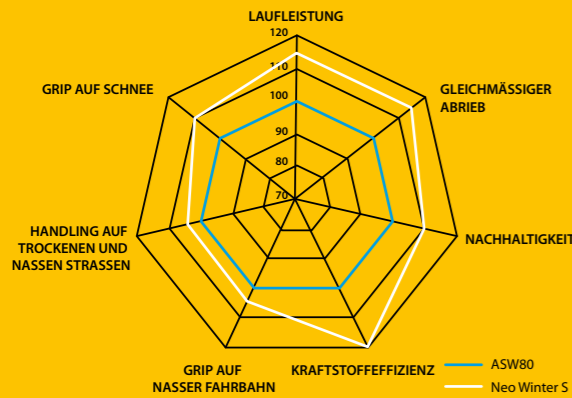 LAUFLEISTUNG
120
110
100
90
80
70
GLEICHMÄSSIGER
ABRIEB
NACHHALTIGKEIT
KRAFTSTOFFEFFIZIENZ
GRIP AUF
NASSER FAHRBAHN
HANDLING AUF
TROCKENEN UND
NASSEN STRASSEN
GRIP AUF SCHNEE
ASW80
Neo Winter S